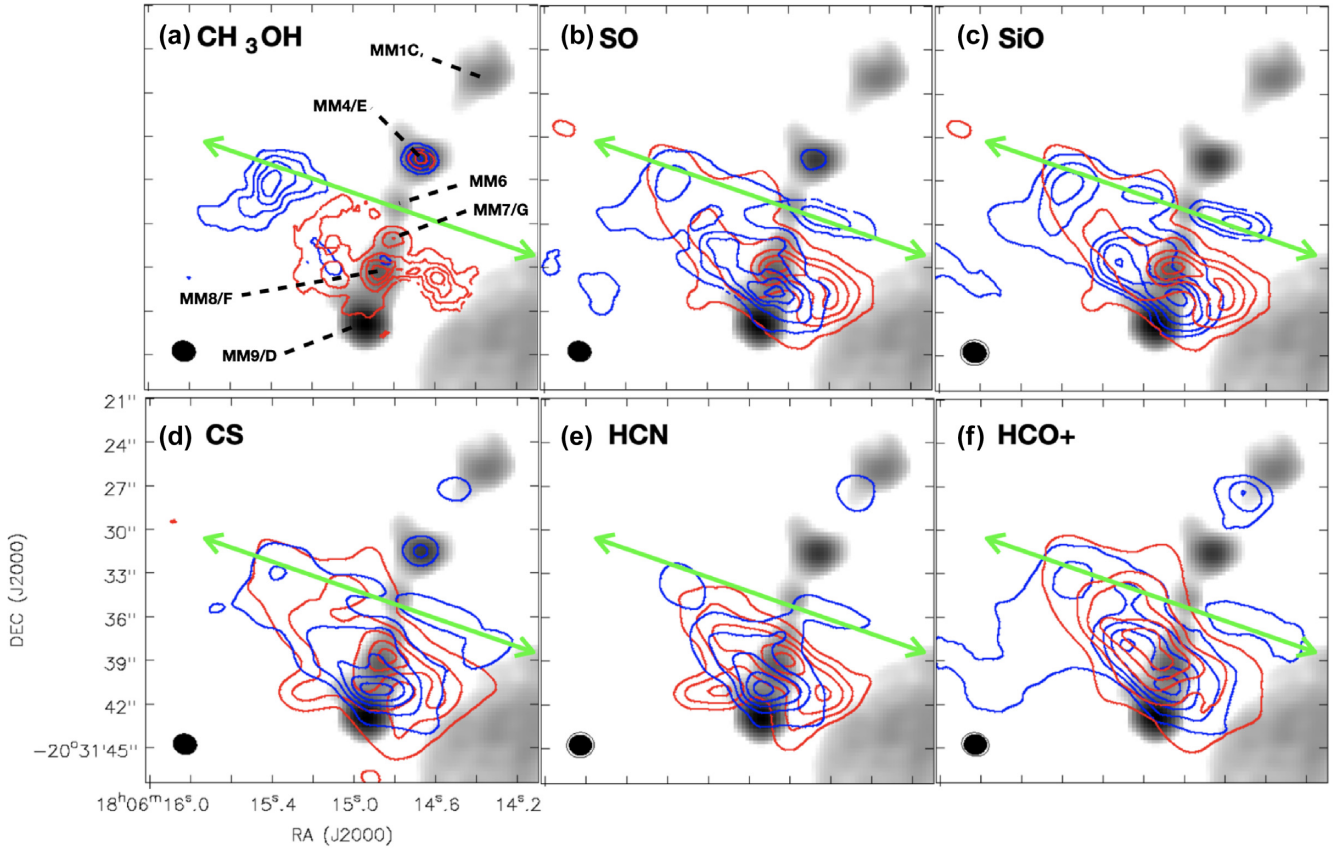 (a) CH 3OH
MM1C,
MM4/E
MM6
MM7/G
MM8/F
MM9/D
(b) SO
(c) SiO
(d) CS
(e) HCN
(f) HCO+
21"
24"
27"
30"
33"
36"
39"
42"
−20°31'45"
DEC (J2000)
18h06m16s.0 15s.4 15s.0 14s.6 14s.2
RA (J2000)